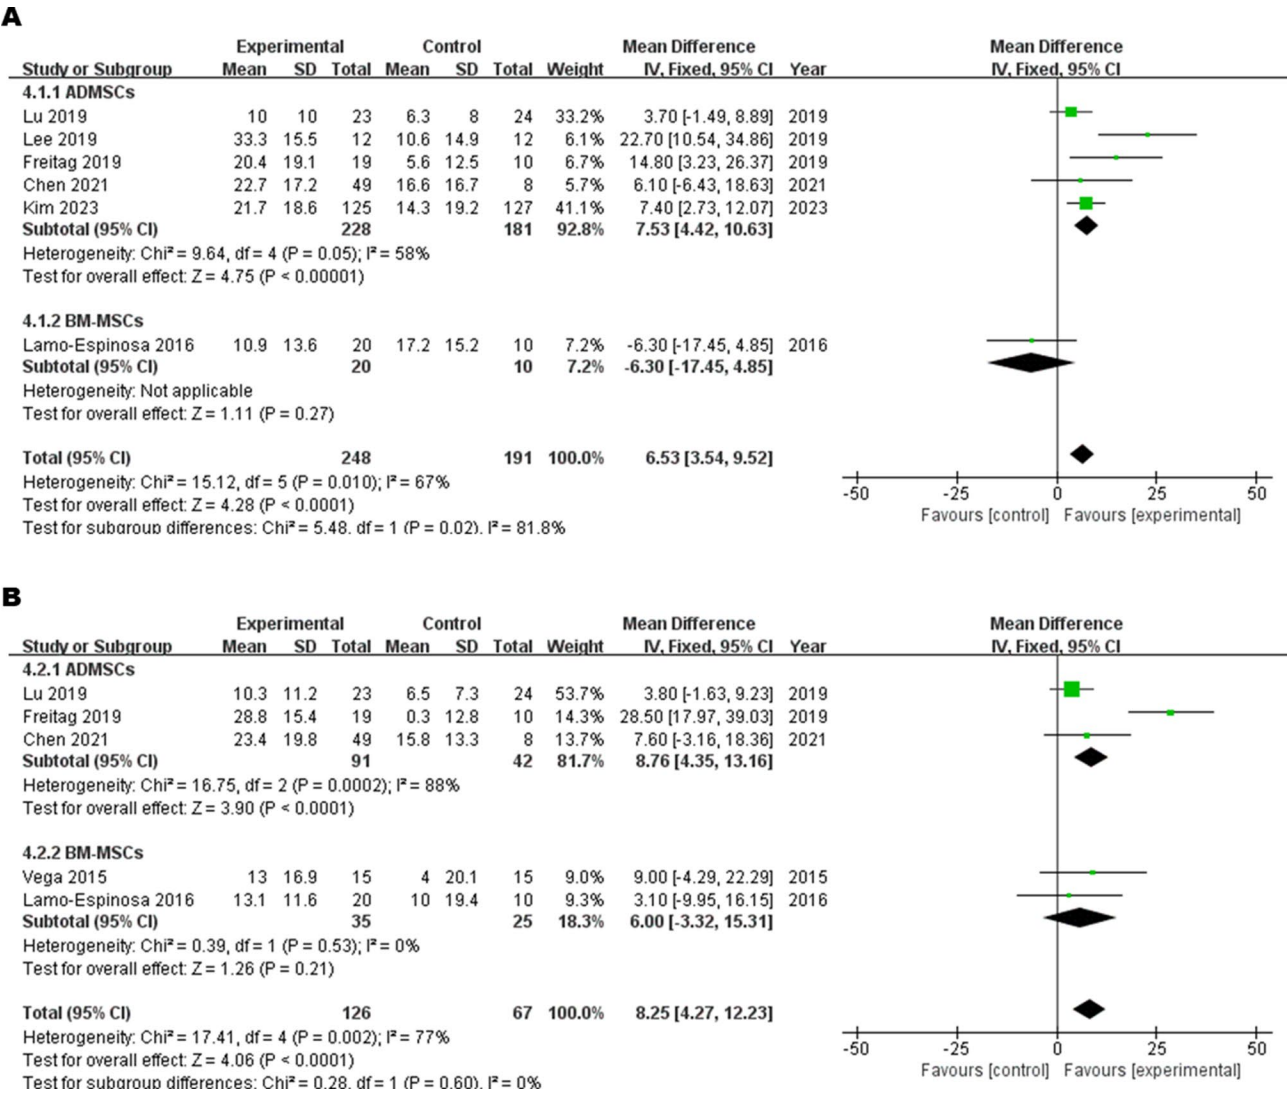 A
Experimental Control Mean Difference Mean Difference
Study or Subgroup Mean SD Total Mean SD Total Weight IV, Fixed, 95% CI Year IV, Fixed, 95% CI
4.1.1 ADMSCs
Lu 2019 10 10 23 6.3 8 24 33.2% 3.70 [-1.49, 8.89] 2019
Lee 2019 33.3 15.5 12 10.6 14.9 12 6.1% 22.70 [10.54, 34.86] 2019
Freitag 2019 20.4 19.1 19 5.6 12.5 10 6.7% 14.80 [3.23, 26.37] 2019
Chen 2021 22.7 17.2 49 16.6 16.7 8 5.7% 6.10 [-6.43, 18.63] 2021
Kim 2023 21.7 18.6 125 14.3 19.2 127 41.1% 7.40 [2.73, 12.07] 2023
Subtotal (95% CI) 228 181 92.8% 7.53 [4.42, 10.63]
Heterogeneity: Chi² = 9.64, df = 4 (P = 0.05); I² = 58%
Test for overall effect: Z = 4.75 (P < 0.00001)
4.1.2 BM-MSCs
Lamo-Espinosa 2016 10.9 13.6 20 17.2 15.2 10 7.2% -6.30 [-17.45, 4.85] 2016
Subtotal (95% CI) 20 10 7.2% -6.30 [-17.45, 4.85]
Heterogeneity: Not applicable
Test for overall effect: Z = 1.11 (P = 0.27)
Total (95% CI) 248 191 100.0% 6.53 [3.54, 9.52]
Heterogeneity: Chi² = 15.12, df = 5 (P = 0.010); I² = 67%
Test for overall effect: Z = 4.28 (P < 0.0001)
Test for subgroup differences: Chi² = 5.48, df = 1 (P = 0.02), I² = 81.8%
-50 -25 0 25 50
Favours [control] Favours [experimental]
B
Experimental Control Mean Difference Mean Difference
Study or Subgroup Mean SD Total Mean SD Total Weight IV, Fixed, 95% CI Year IV, Fixed, 95% CI
4.2.1 ADMSCs
Lu 2019 10.3 11.2 23 6.5 7.3 24 53.7% 3.80 [-1.63, 9.23] 2019
Freitag 2019 28.8 15.4 19 0.3 12.8 10 14.3% 28.50 [17.97, 39.03] 2019
Chen 2021 23.4 19.8 49 15.8 13.3 8 13.7% 7.60 [-3.16, 18.36] 2021
Subtotal (95% CI) 91 42 81.7% 8.76 [4.35, 13.16]
Heterogeneity: Chi² = 16.75, df = 2 (P = 0.0002); I² = 88%
Test for overall effect: Z = 3.90 (P < 0.0001)
4.2.2 BM-MSCs
Vega 2015 13 16.9 15 4 20.1 15 9.0% 9.00 [-4.29, 22.29] 2015
Lamo-Espinosa 2016 13.1 11.6 20 10 19.4 10 9.3% 3.10 [-9.95, 16.15] 2016
Subtotal (95% CI) 35 25 18.3% 6.00 [-3.32, 15.31]
Heterogeneity: Chi² = 0.39, df = 1 (P = 0.53); I² = 0%
Test for overall effect: Z = 1.26 (P = 0.21)
Total (95% CI) 126 67 100.0% 8.25 [4.27, 12.23]
Heterogeneity: Chi² = 17.41, df = 4 (P = 0.002); I² = 77%
Test for overall effect: Z = 4.06 (P < 0.0001)
Test for subgroup differences: Chi² = 0.28, df = 1 (P = 0.60), I² = 0%
-50 -25 0 25 50
Favours [control] Favours [experimental]